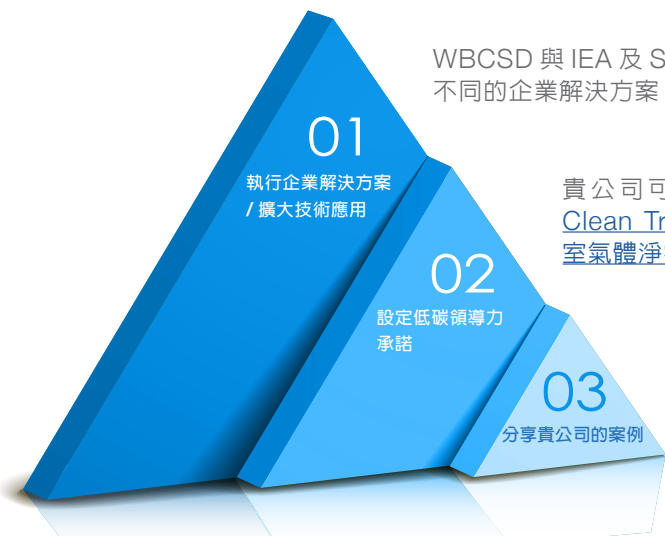 WBCSD 與 IEA 及 S
不同的企業解決方案
01
執行企業解決方案
/ 擴大技術應用
貴公司可
Clean Tr
室氣體淨
02
設定低碳領導力
承諾
03
分享貴公司的案例